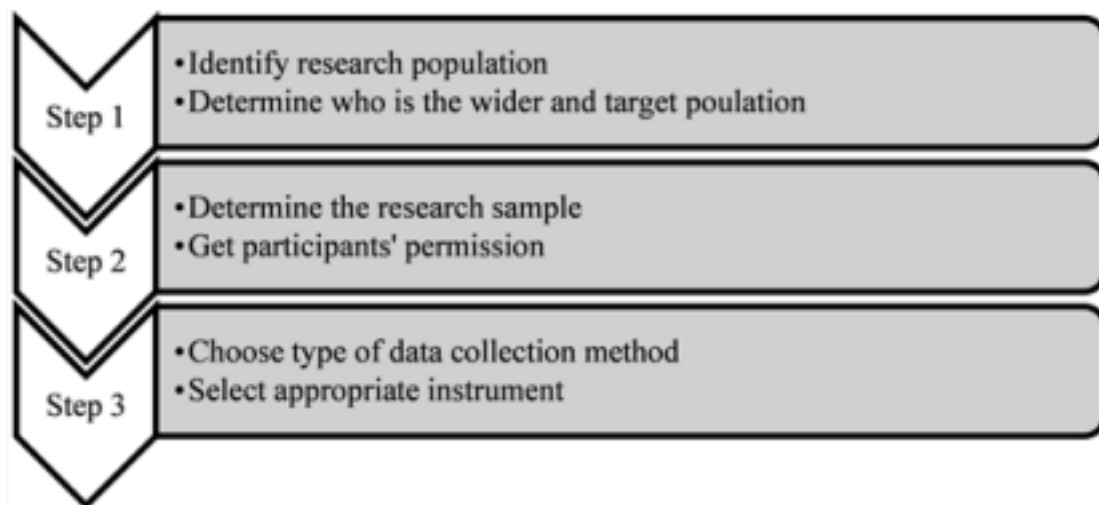 Step 1
•Identify research population
•Determine who is the wider and target poulation
Step 2
•Determine the research sample
•Get participants' permission
Step 3
•Choose type of data collection method
•Select appropriate instrument